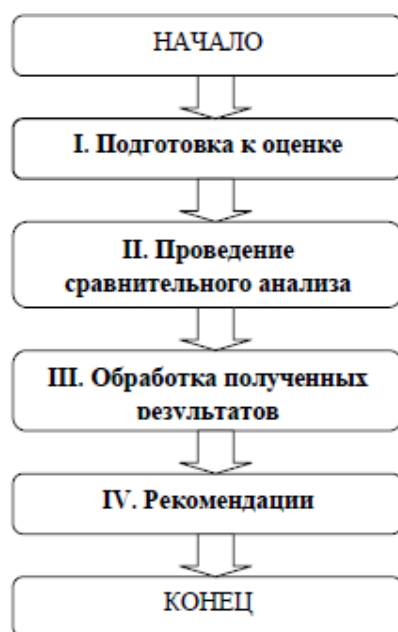 НАЧАЛО
I. Подготовка к оценке
II. Проведение
сравнительного анализа
III. Обработка полученных
результатов
IV. Рекомендации
КОНЕЦ